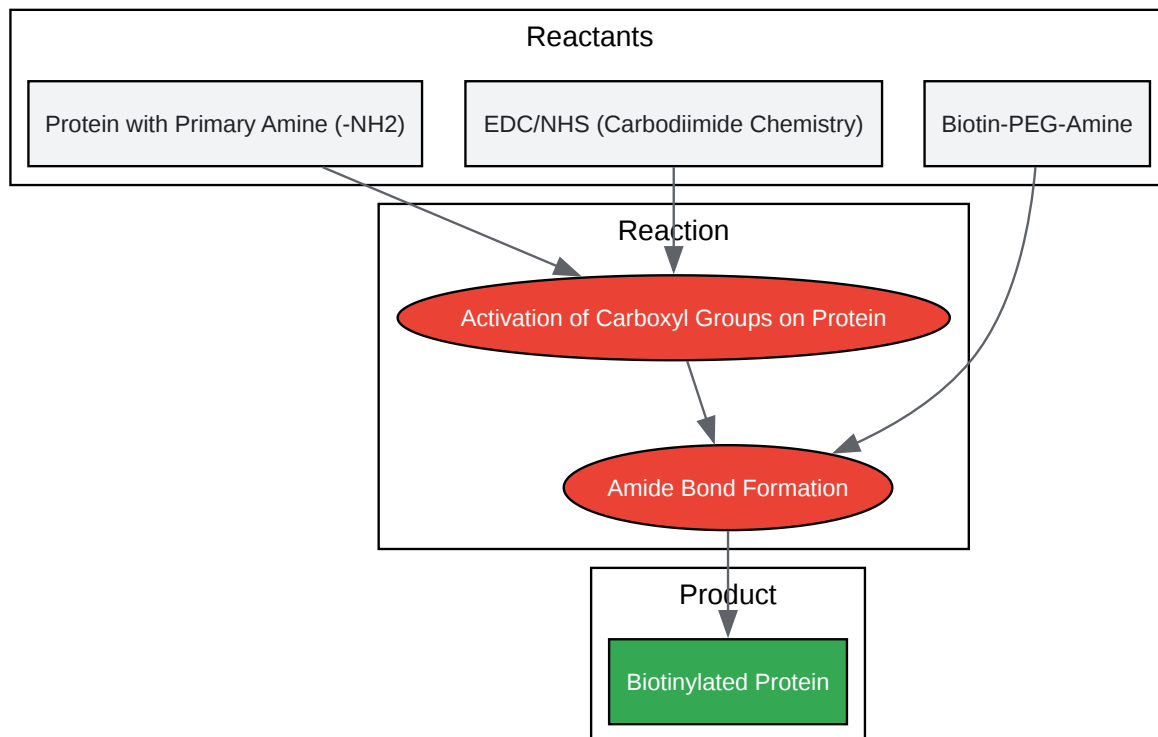 Reactants
Protein with Primary Amine (-NH2)
EDC/NHS (Carbodiimide Chemistry)
Biotin-PEG-Amine
Reaction
Activation of Carboxyl Groups on Protein
Amide Bond Formation
Product
Biotinylated Protein